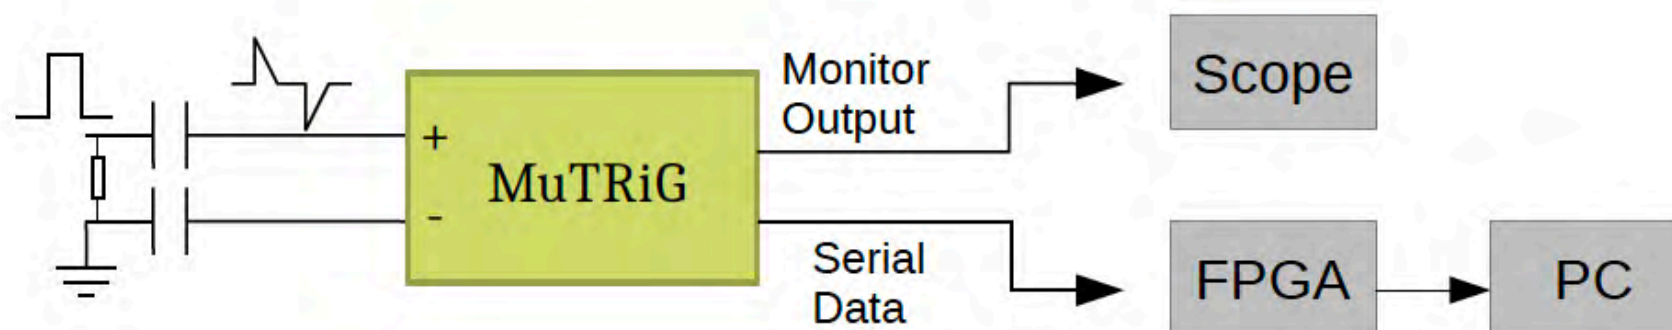 Monitor
Output
Scope
+
MuTRiG
-
Serial
Data
FPGA
PC